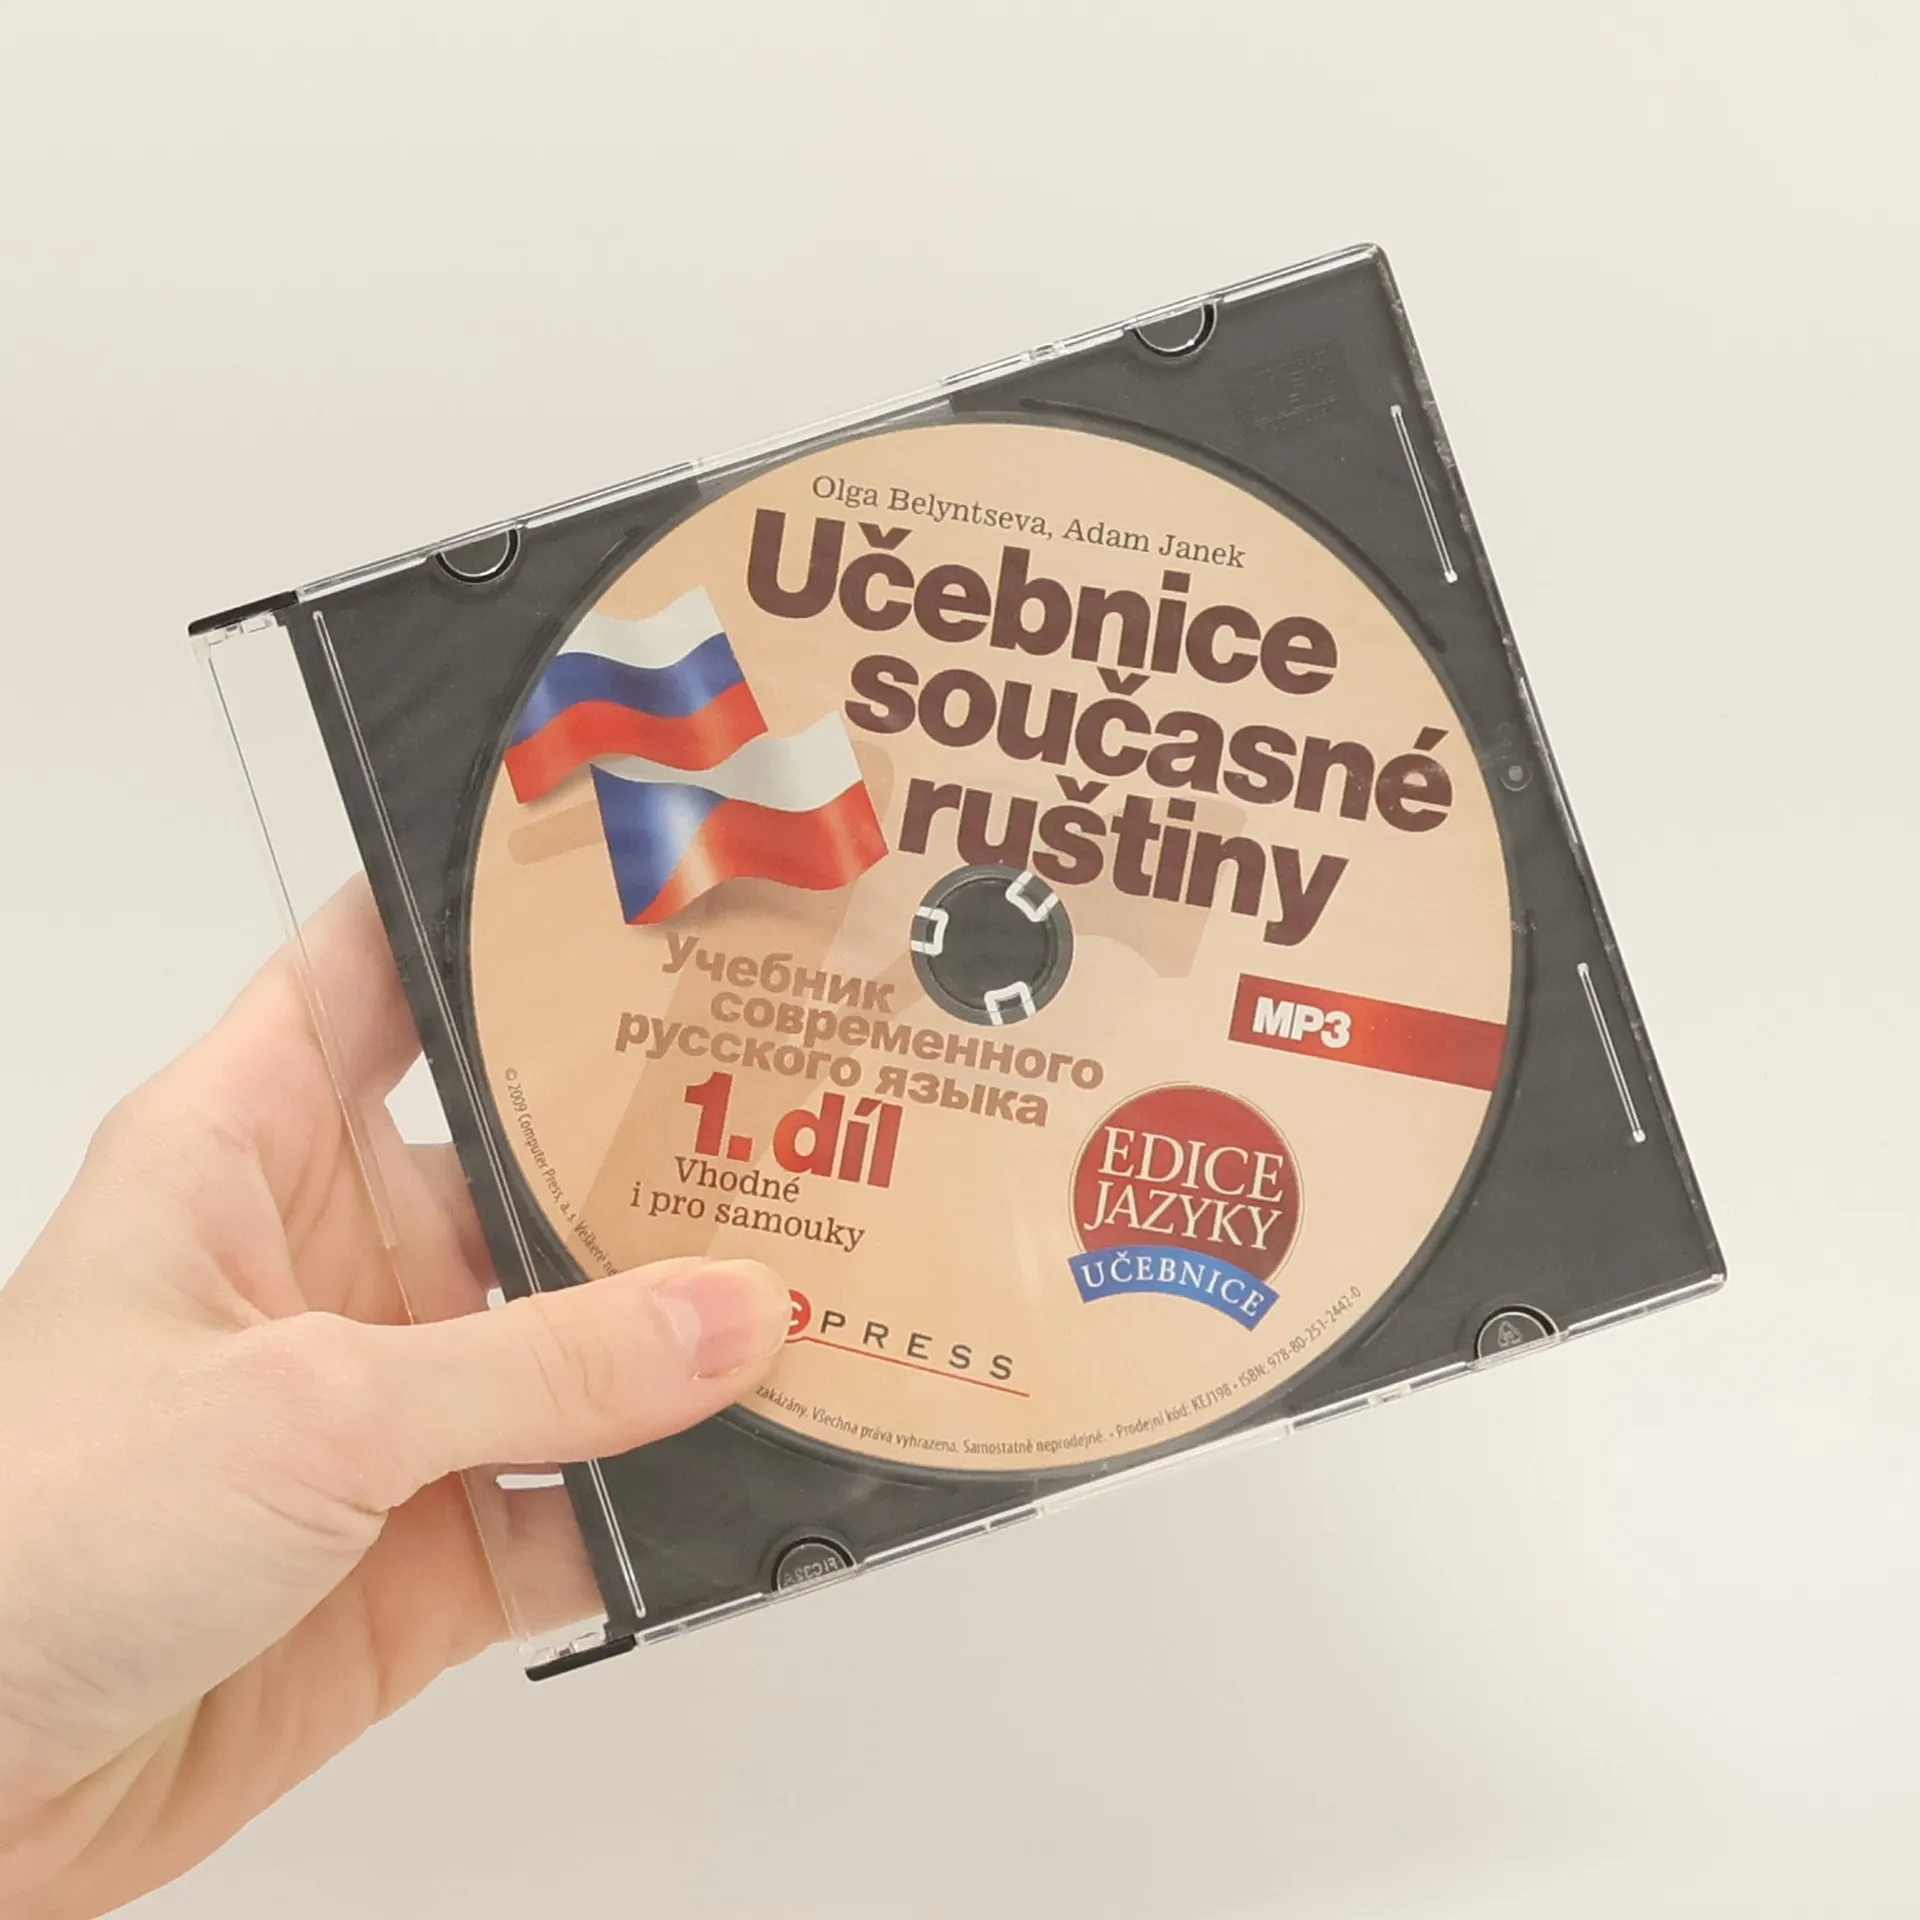 Olga Belyntseva, Adam Janek
Učebnice
současné
ruštiny
Учебник
современного
русского языка
MP3
1. díl
Vhodné
i pro samouky
EDICE
JAZYKY
UČEBNICE
PRESS
© 2009 Computer Press, a. s. Veškeré
zakázány. Všechna práva vyhrazena. Samostatně neprodejné. • Prodejní kód: KEJ198 • ISBN: 978-80-251-2442-0